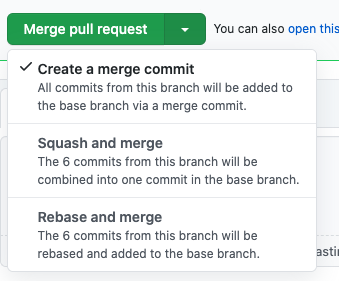 Merge pull request You can also open this
Create a merge commit
All commits from this branch will be added to
the base branch via a merge commit.
Squash and merge
The 6 commits from this branch will be
combined into one commit in the base branch.
Rebase and merge
The 6 commits from this branch will be
rebased and added to the base branch.